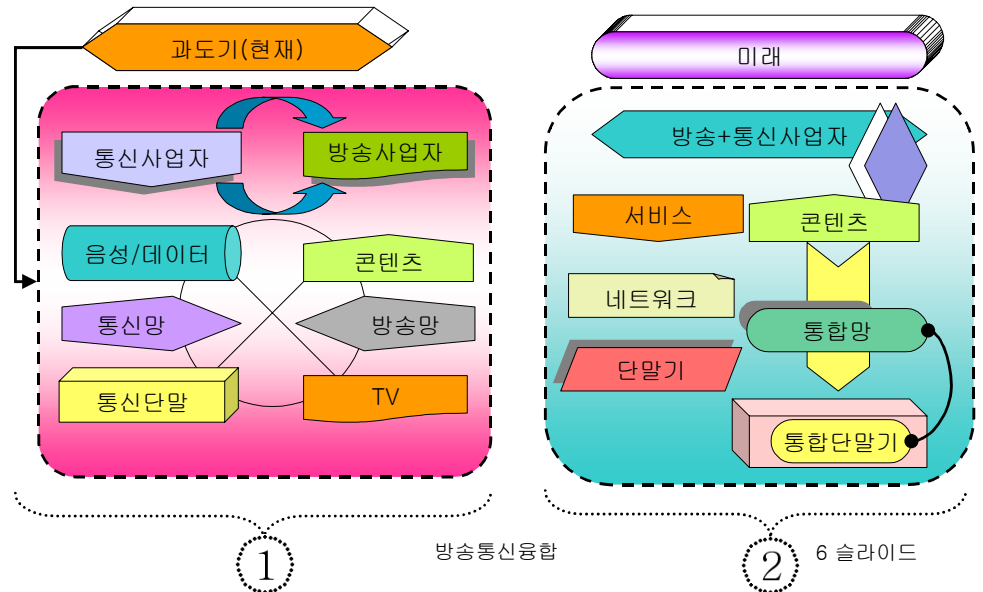 과도기(현재)
통신사업자
방송사업자
음성/데이터
콘텐츠
통신망
방송망
통신단말
TV
1
미래
방송+통신사업자
서비스
콘텐츠
네트워크
통합망
단말기
통합단말기
2
방송통신융합
6 슬라이드